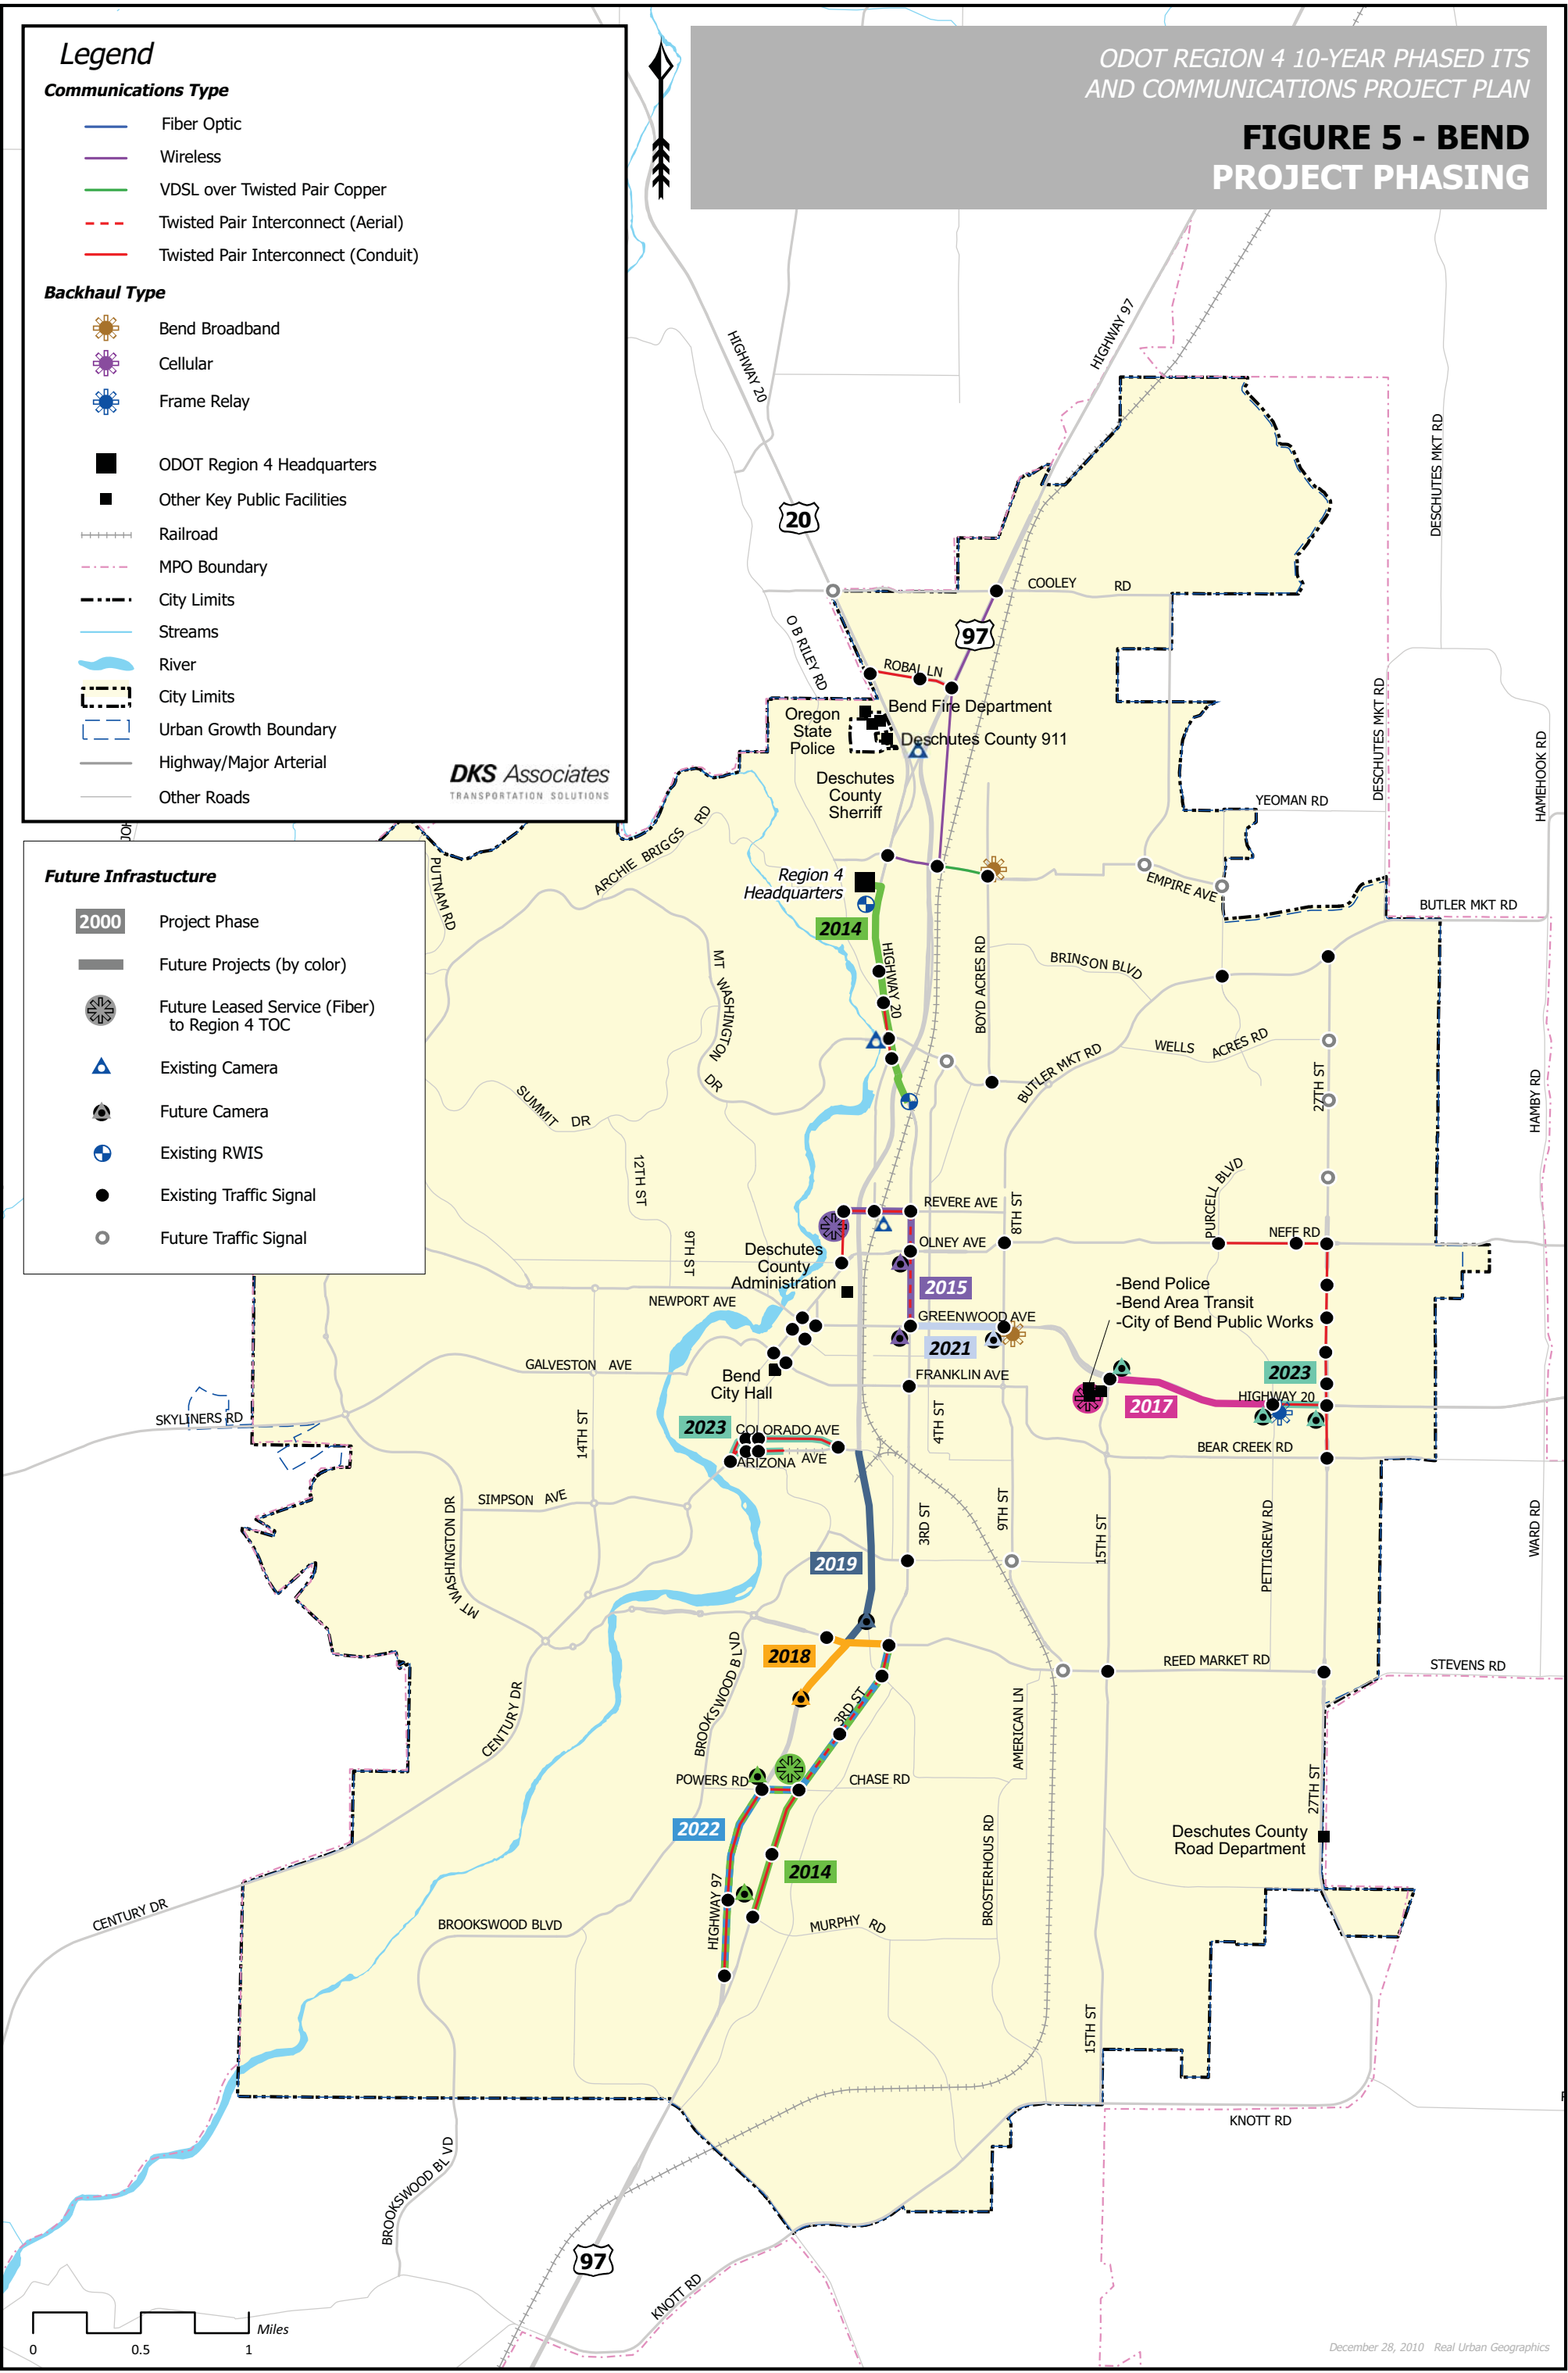 ODOT REGION 4 10-YEAR PHASED ITS
AND COMMUNICATIONS PROJECT PLAN
FIGURE 5 - BEND
PROJECT PHASING
Legend
Communications Type
Fiber Optic
Wireless
VDSL over Twisted Pair Copper
Twisted Pair Interconnect (Aerial)
Twisted Pair Interconnect (Conduit)
Backhaul Type
Bend Broadband
Cellular
Frame Relay
ODOT Region 4 Headquarters
Other Key Public Facilities
Railroad
MPO Boundary
City Limits
Streams
River
City Limits
Urban Growth Boundary
Highway/Major Arterial
Other Roads
DKS Associates
TRANSPORTATION SOLUTIONS
Future Infrastucture
2000
Project Phase
Future Projects (by color)
Future Leased Service (Fiber)
to Region 4 TOC
Existing Camera
Future Camera
Existing RWIS
Existing Traffic Signal
Future Traffic Signal
HIGHWAY 20
HIGHWAY 97
20
97
COOLEY RD
DESCHUTES MKT RD
O B RILEY RD
ROBAL LN
Bend Fire Department
Oregon
State
Police
Deschutes County 911
Deschutes
County
Sherriff
DESCHUTES MKT RD
HAMEHOOK RD
YEOMAN RD
ARCHIE BRIGGS RD
PUTNAM RD
Region 4
Headquarters
2014
EMPIRE AVE
BUTLER MKT RD
HIGHWAY 20
MT WASHINGTON DR
BOYD ACRES RD
BRINSON BLVD
WELLS ACRES RD
BUTLER MKT RD
27TH ST
HAMBY RD
SUMMIT DR
12TH ST
9TH ST
REVERE AVE
8TH ST
PURCELL BLVD
OLNEY AVE
NEFF RD
Deschutes
County
Administration
2015
-Bend Police
-Bend Area Transit
-City of Bend Public Works
NEWPORT AVE
GREENWOOD AVE
2021
GALVESTON AVE
Bend
City Hall
FRANKLIN AVE
2023
HIGHWAY 20
2017
SKYLINERS RD
14TH ST
2023
COLORADO AVE
ARIZONA AVE
4TH ST
BEAR CREEK RD
SIMPSON AVE
MT WASHINGTON DR
3RD ST
9TH ST
15TH ST
PETTIGREW RD
WARD RD
2019
2018
REED MARKET RD
STEVENS RD
CENTURY DR
BROOKSWOOD BLVD
3RD ST
AMERICAN LN
POWERS RD
CHASE RD
2022
27TH ST
Deschutes County
Road Department
2014
BROSTERHOUS RD
HIGHWAY 97
MURPHY RD
CENTURY DR
BROOKSWOOD BLVD
15TH ST
KNOTT RD
BROOKSWOOD BLVD
97
KNOTT RD
0 0.5 1 Miles
December 28, 2010 Real Urban Geographics